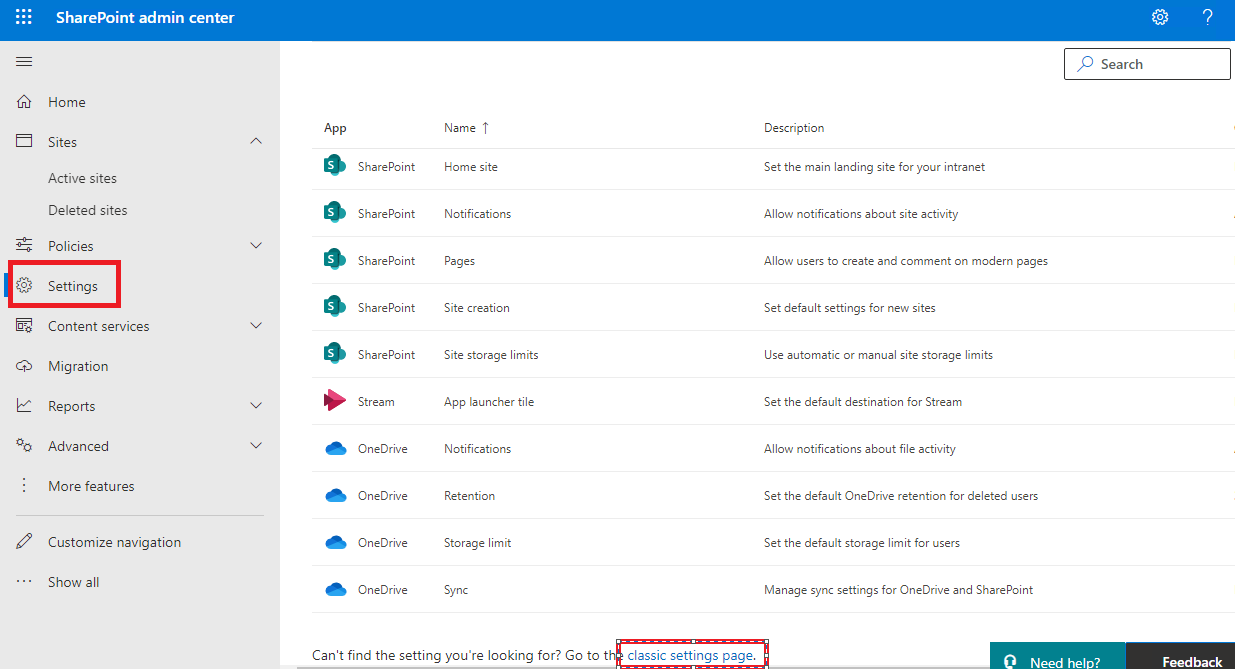 SharePoint admin center
?
Search
Home
Sites
Active sites
Deleted sites
Policies
Settings
Content services
Migration
Reports
Advanced
More features
Customize navigation
Show all
App Name ↑ Description
S SharePoint Home site Set the main landing site for your intranet
S SharePoint Notifications Allow notifications about site activity
S SharePoint Pages Allow users to create and comment on modern pages
S SharePoint Site creation Set default settings for new sites
S SharePoint Site storage limits Use automatic or manual site storage limits
Stream App launcher tile Set the default destination for Stream
OneDrive Notifications Allow notifications about file activity
OneDrive Retention Set the default OneDrive retention for deleted users
OneDrive Storage limit Set the default storage limit for users
OneDrive Sync Manage sync settings for OneDrive and SharePoint
Can't find the setting you're looking for? Go to the classic settings page.
Need help? Feedback